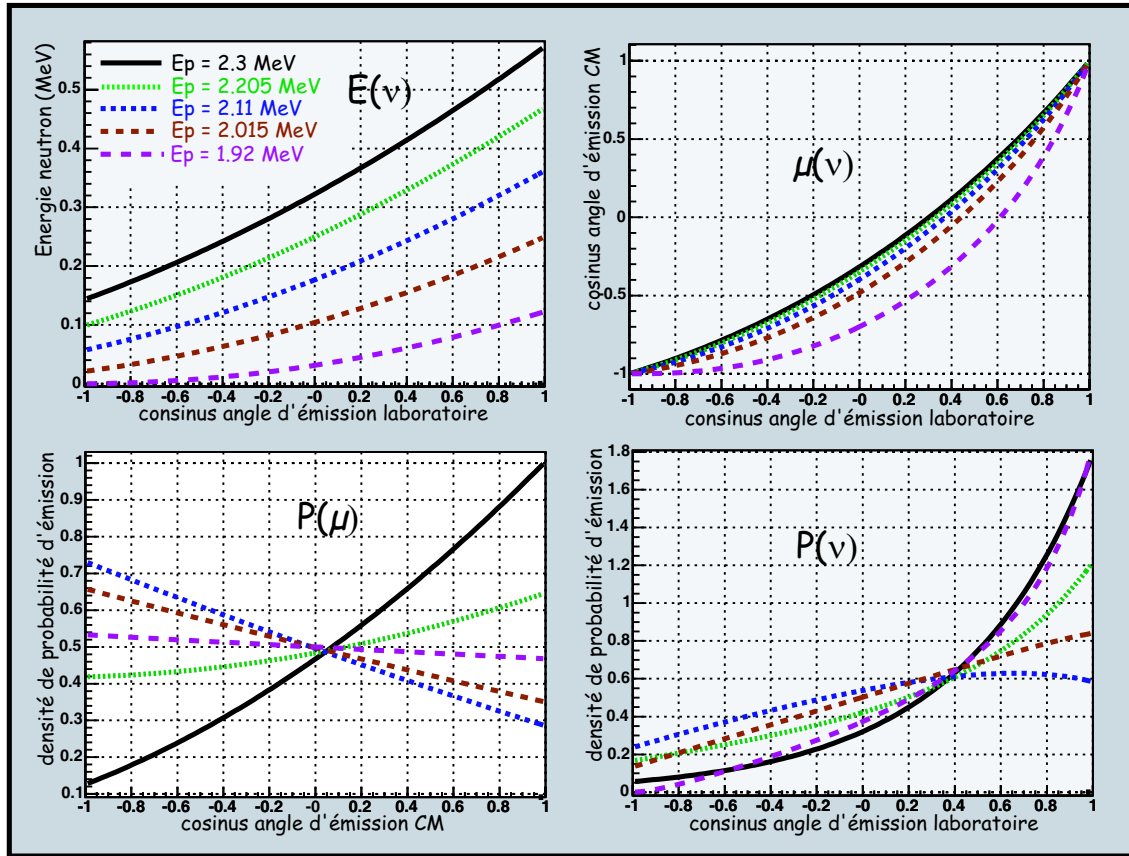 Energie neutron (MeV)
0.5
0.4
0.3
0.2
0.1
0
Ep = 2.3 MeV
Ep = 2.205 MeV
Ep = 2.11 MeV
Ep = 2.015 MeV
Ep = 1.92 MeV
E(ν)
-1 -0.8 -0.6 -0.4 -0.2 -0 0.2 0.4 0.6 0.8 1
consinus angle d'émission laboratoire
cosinus angle d'émission CM
1
0.5
0
-0.5
-1
μ(ν)
-1 -0.8 -0.6 -0.4 -0.2 -0 0.2 0.4 0.6 0.8 1
consinus angle d'émission laboratoire
densité de probabilité d'émission
1
0.9
0.8
0.7
0.6
0.5
0.4
0.3
0.2
0.1
P(μ)
-1 -0.8 -0.6 -0.4 -0.2 -0 0.2 0.4 0.6 0.8 1
cosinus angle d'émission CM
densité de probabilité d'émission
1.8
1.6
1.4
1.2
1
0.8
0.6
0.4
0.2
0
P(ν)
-1 -0.8 -0.6 -0.4 -0.2 -0 0.2 0.4 0.6 0.8 1
consinus angle d'émission laboratoire